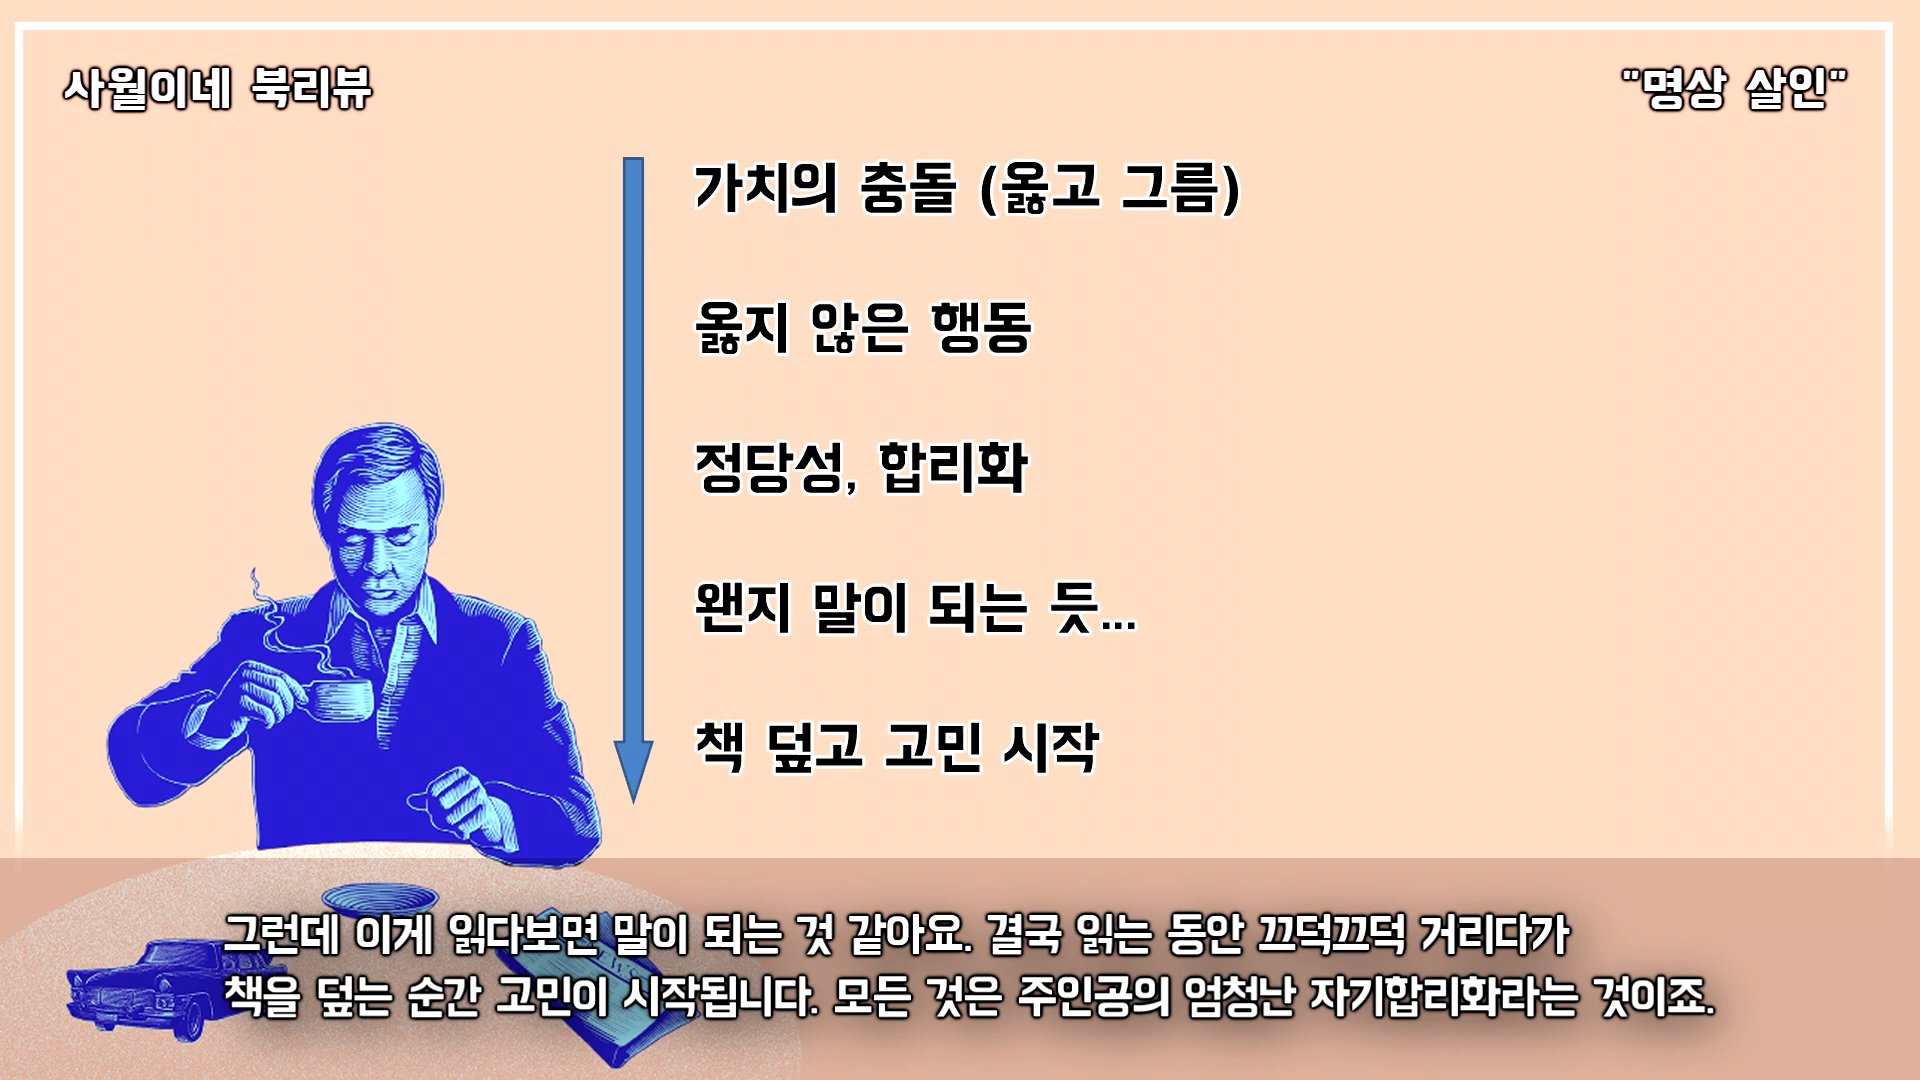 사월이네 북리뷰
"명상 살인"
가치의 충돌 (옳고 그름)
옳지 않은 행동
정당성, 합리화
왠지 말이 되는 듯...
책 덮고 고민 시작
그런데 이게 읽다보면 말이 되는 것 같아요. 결국 읽는 동안 끄덕끄덕 거리다가
책을 덮는 순간 고민이 시작됩니다. 모든 것은 주인공의 엄청난 자기합리화라는 것이죠.
NEWS